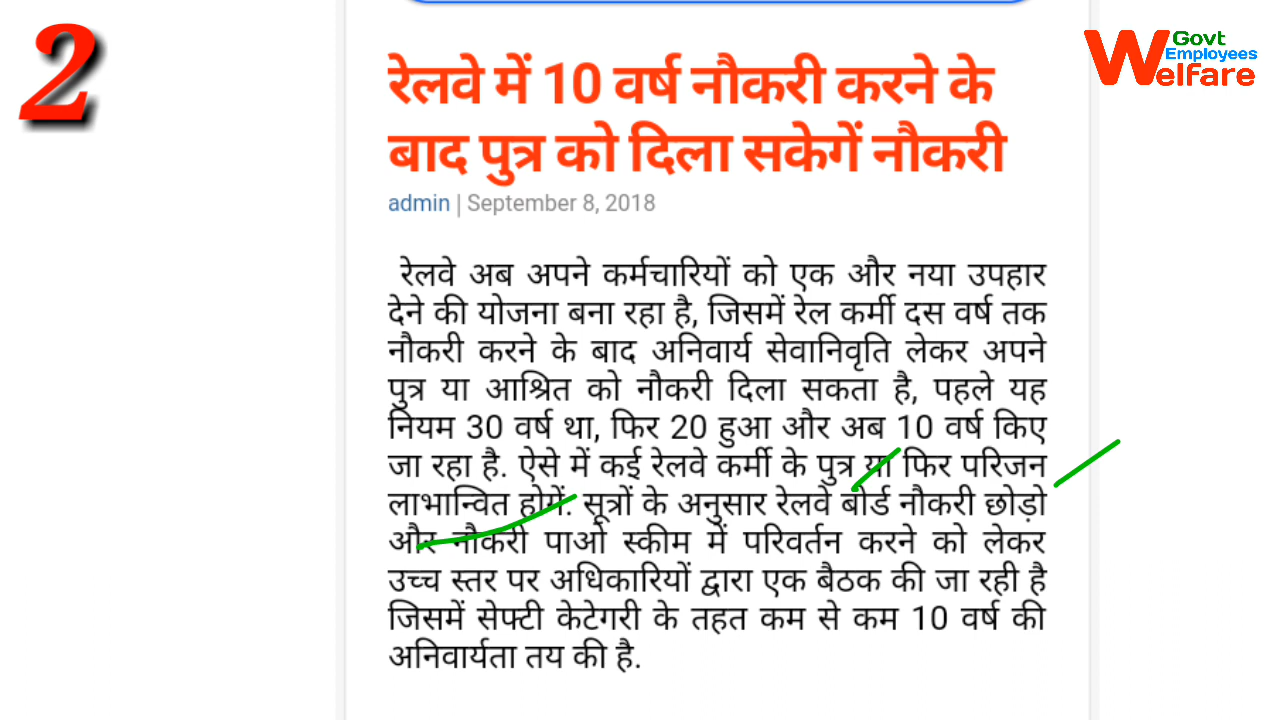 2
Govt
Employees
Welfare
रेलवे में 10 वर्ष नौकरी करने के
बाद पुत्र को दिला सकेगें नौकरी
admin | September 8, 2018
रेलवे अब अपने कर्मचारियों को एक और नया उपहार
देने की योजना बना रहा है, जिसमें रेल कर्मी दस वर्ष तक
नौकरी करने के बाद अनिवार्य सेवानिवृति लेकर अपने
पुत्र या आश्रित को नौकरी दिला सकता है, पहले यह
नियम 30 वर्ष था, फिर 20 हुआ और अब 10 वर्ष किए
जा रहा है. ऐसे में कई रेलवे कर्मी के पुत्र या फिर परिजन
लाभान्वित होगें. सूत्रों के अनुसार रेलवे बोर्ड नौकरी छोड़ो
और नौकरी पाओ स्कीम में परिवर्तन करने को लेकर
उच्च स्तर पर अधिकारियों द्वारा एक बैठक की जा रही है
जिसमें सेफ्टी केटेगरी के तहत कम से कम 10 वर्ष की
अनिवार्यता तय की है.